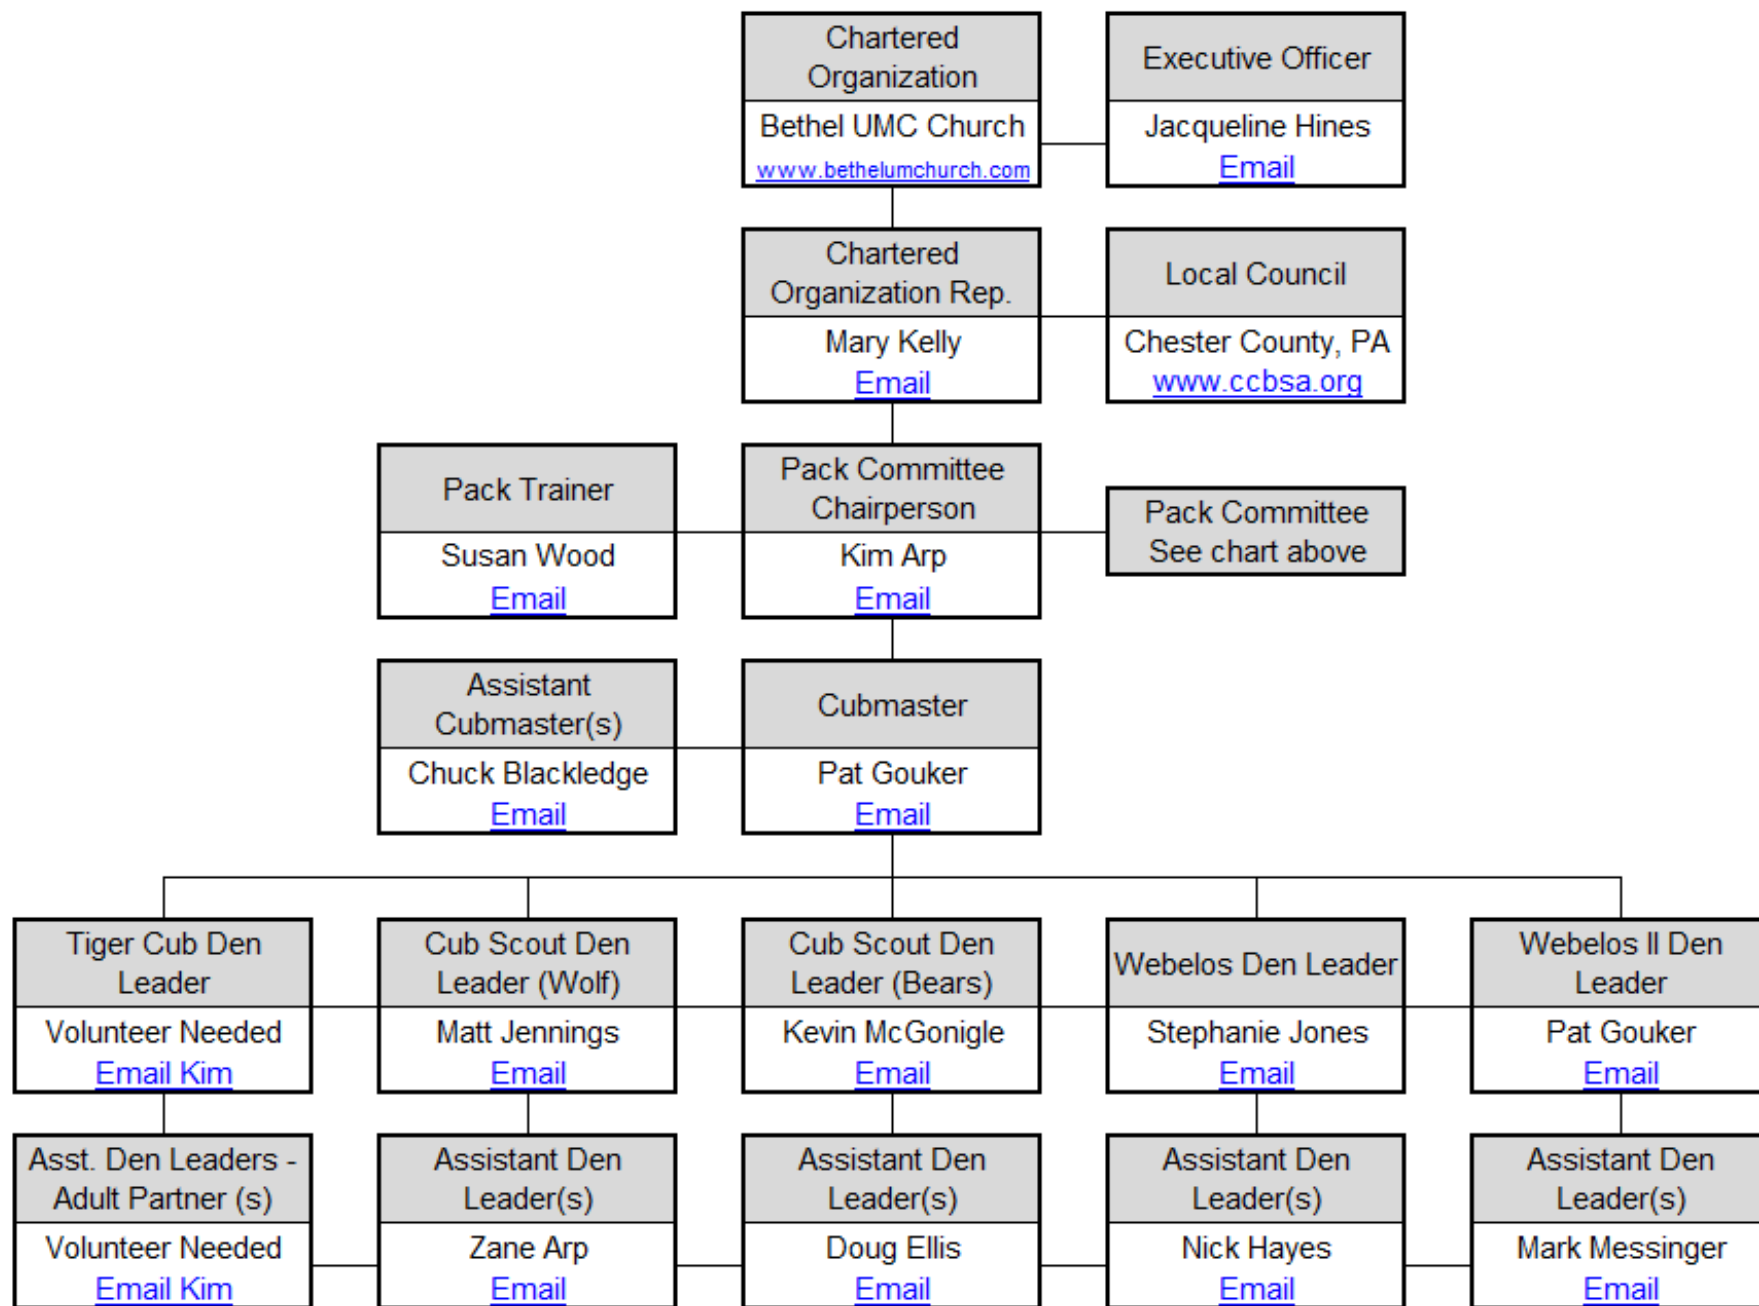 Chartered
Organization
Bethel UMC Church
www.bethelumchurch.com
Executive Officer
Jacqueline Hines
Email
Chartered
Organization Rep.
Mary Kelly
Email
Local Council
Chester County, PA
www.ccbsa.org
Pack Trainer
Susan Wood
Email
Pack Committee
Chairperson
Kim Arp
Email
Pack Committee
See chart above
Assistant
Cubmaster(s)
Chuck Blackledge
Email
Cubmaster
Pat Gouker
Email
Tiger Cub Den
Leader
Volunteer Needed
Email Kim
Cub Scout Den
Leader (Wolf)
Matt Jennings
Email
Cub Scout Den
Leader (Bears)
Kevin McGonigle
Email
Webelos Den Leader
Stephanie Jones
Email
Webelos II Den
Leader
Pat Gouker
Email
Asst. Den Leaders -
Adult Partner (s)
Volunteer Needed
Email Kim
Assistant Den
Leader(s)
Zane Arp
Email
Assistant Den
Leader(s)
Doug Ellis
Email
Assistant Den
Leader(s)
Nick Hayes
Email
Assistant Den
Leader(s)
Mark Messinger
Email